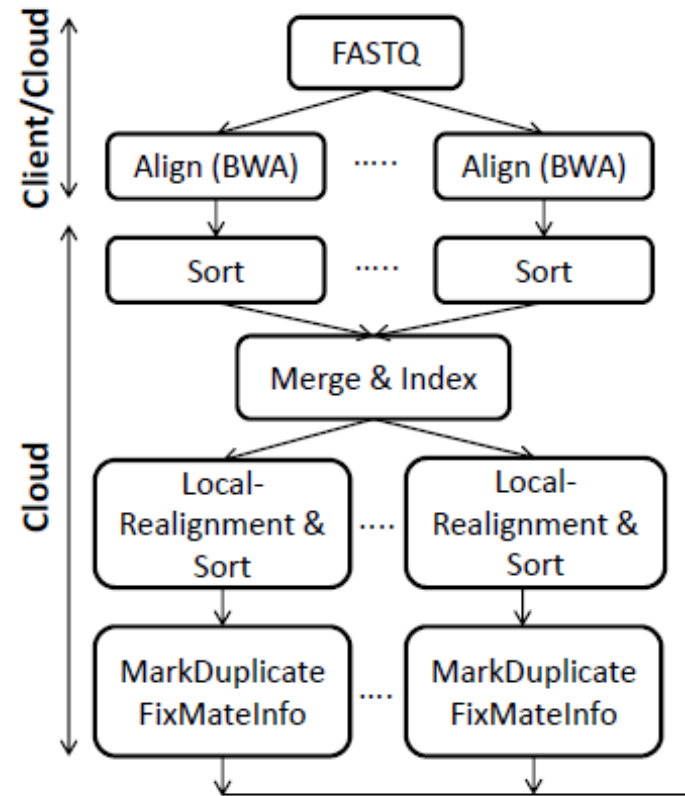 Client/Cloud
FASTQ
Align (BWA) ..... Align (BWA)
Cloud
Sort ..... Sort
Merge & Index
Local-
Realignment &
Sort
....
Local-
Realignment &
Sort
MarkDuplicate
FixMateInfo
....
MarkDuplicate
FixMateInfo